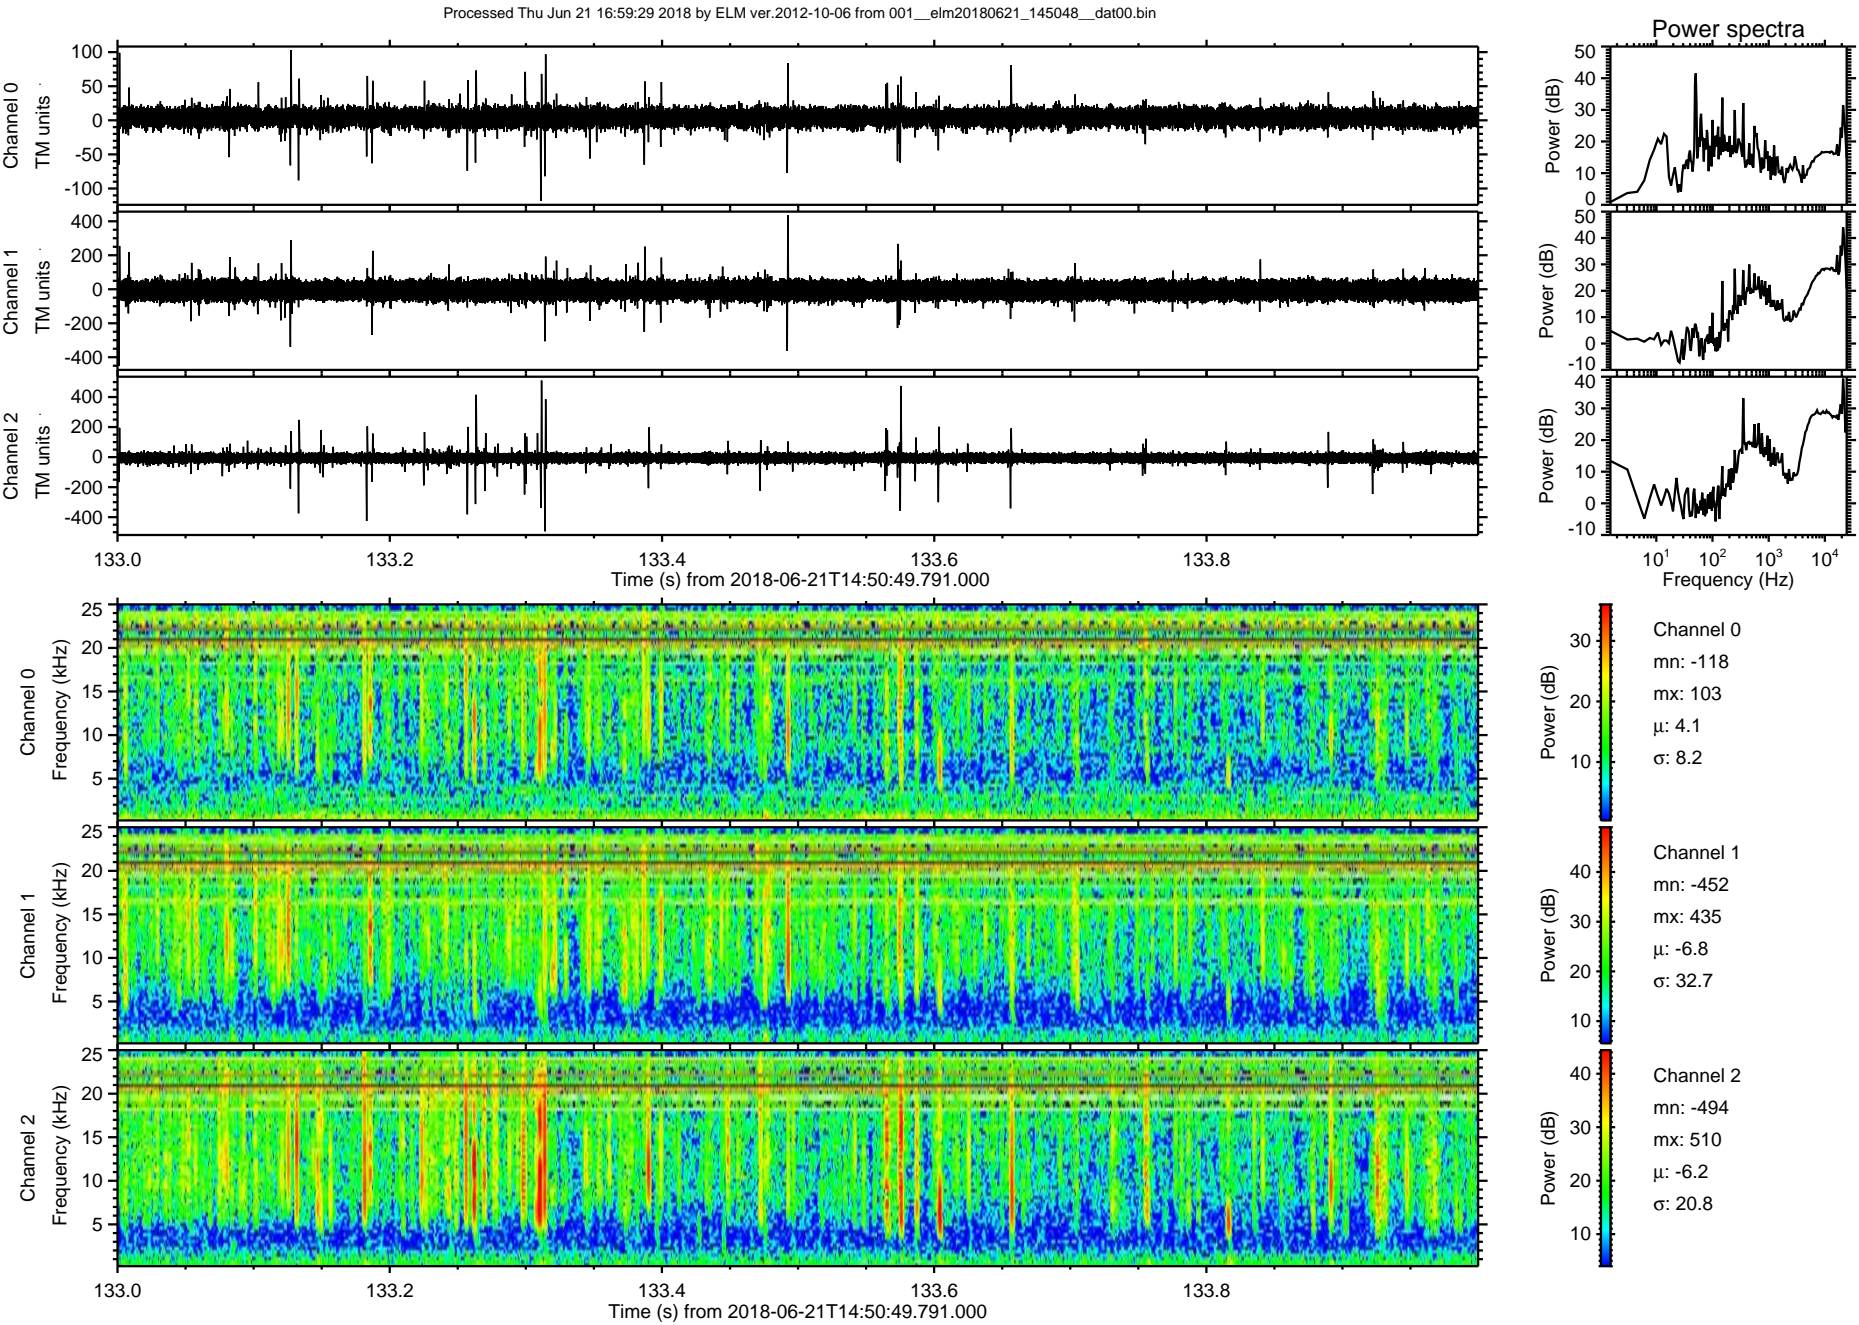 Processed Thu Jun 21 16:59:29 2018 by ELM ver.2012-10-06 from 001__elm20180621_145048__dat00.bin
Power spectra
Channel 0
TM units
100
50
0
-50
-100
Power (dB)
50
40
30
20
10
0
Channel 1
TM units
400
200
0
-200
-400
Power (dB)
50
40
30
20
10
0
-10
Channel 2
TM units
400
200
0
-200
-400
Power (dB)
40
30
20
10
0
-10
133.0 133.2 133.4 133.6 133.8
Time (s) from 2018-06-21T14:50:49.791.000
10¹ 10² 10³ 10⁴
Frequency (Hz)
Channel 0
Frequency (kHz)
25
20
15
10
5
Power (dB)
30
20
10
Channel 0
mn: -118
mx: 103
μ: 4.1
σ: 8.2
Channel 1
Frequency (kHz)
25
20
15
10
5
Power (dB)
40
30
20
10
Channel 1
mn: -452
mx: 435
μ: -6.8
σ: 32.7
Channel 2
Frequency (kHz)
25
20
15
10
5
Power (dB)
40
30
20
10
Channel 2
mn: -494
mx: 510
μ: -6.2
σ: 20.8
133.0 133.2 133.4 133.6 133.8
Time (s) from 2018-06-21T14:50:49.791.000